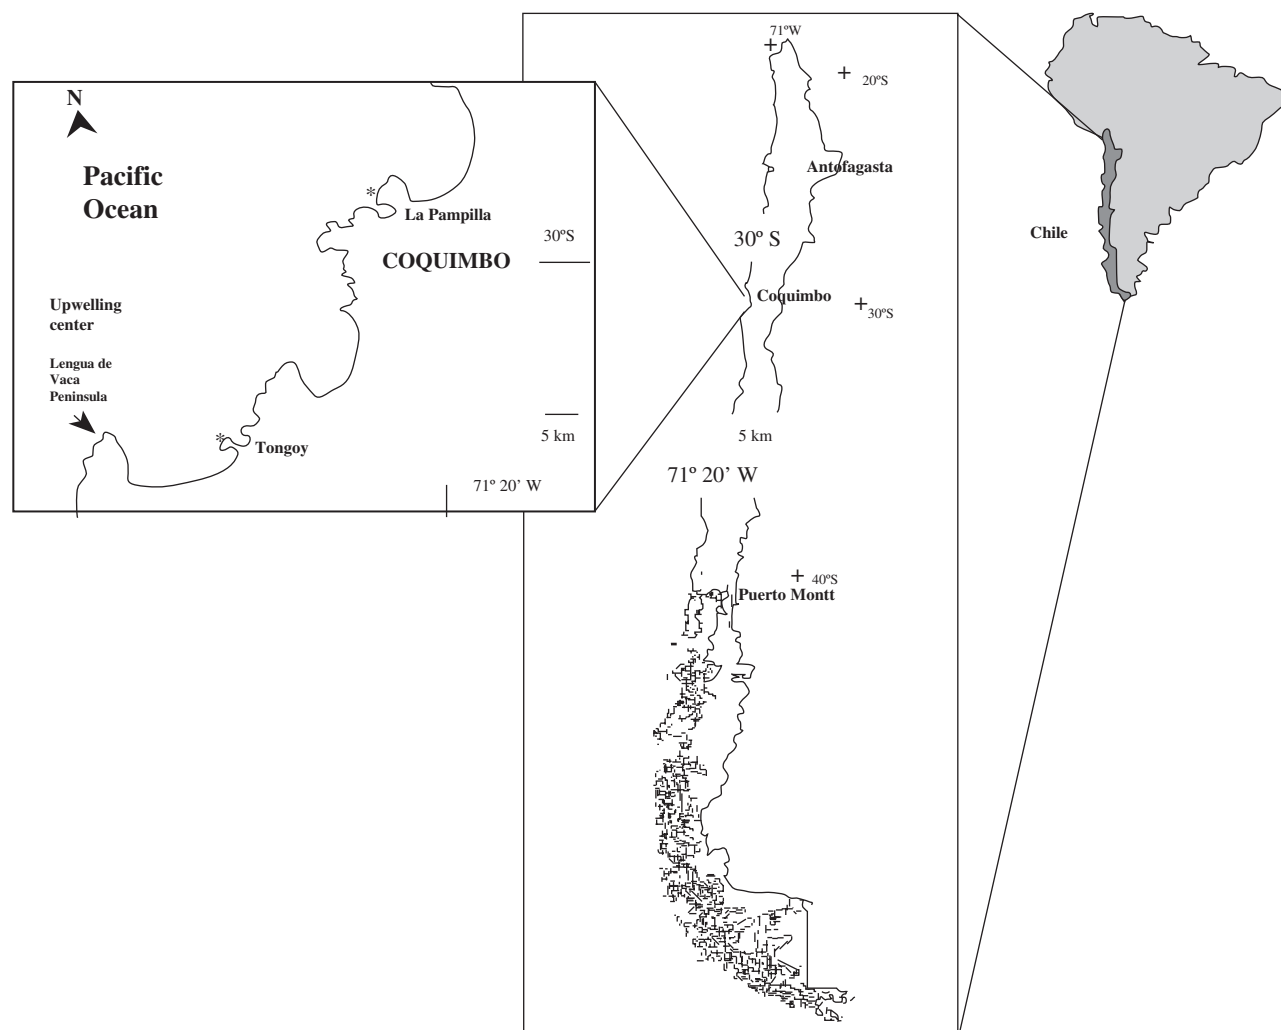 N
Pacific
Ocean
*
La Pampilla
30ºS
COQUIMBO
Upwelling
center
Lengua de
Vaca
Peninsula
*
Tongoy
5 km
71º 20’ W
71ºW
20ºS
Antofagasta
30º S
Coquimbo
30ºS
5 km
71º 20’ W
40ºS
Puerto Montt
Chile